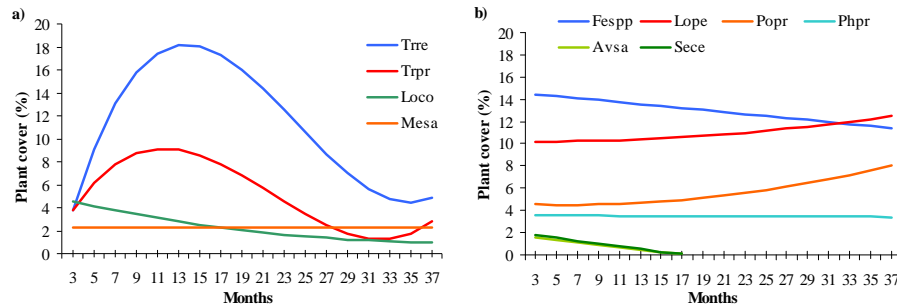 a)
20
18
16
14
12
10
8
6
4
2
0
Plant cover (%)
Trre
Trpr
Loco
Mesa
3 5 7 9 11 13 15 17 19 21 23 25 27 29 31 33 35 37
Months
b)
Fespp Lope Popr Phpr
Avsa Sece
20
18
16
14
12
10
8
6
4
2
0
Plant cover (%)
3 5 7 9 11 13 15 17 19 21 23 25 27 29 31 33 35 37
Months